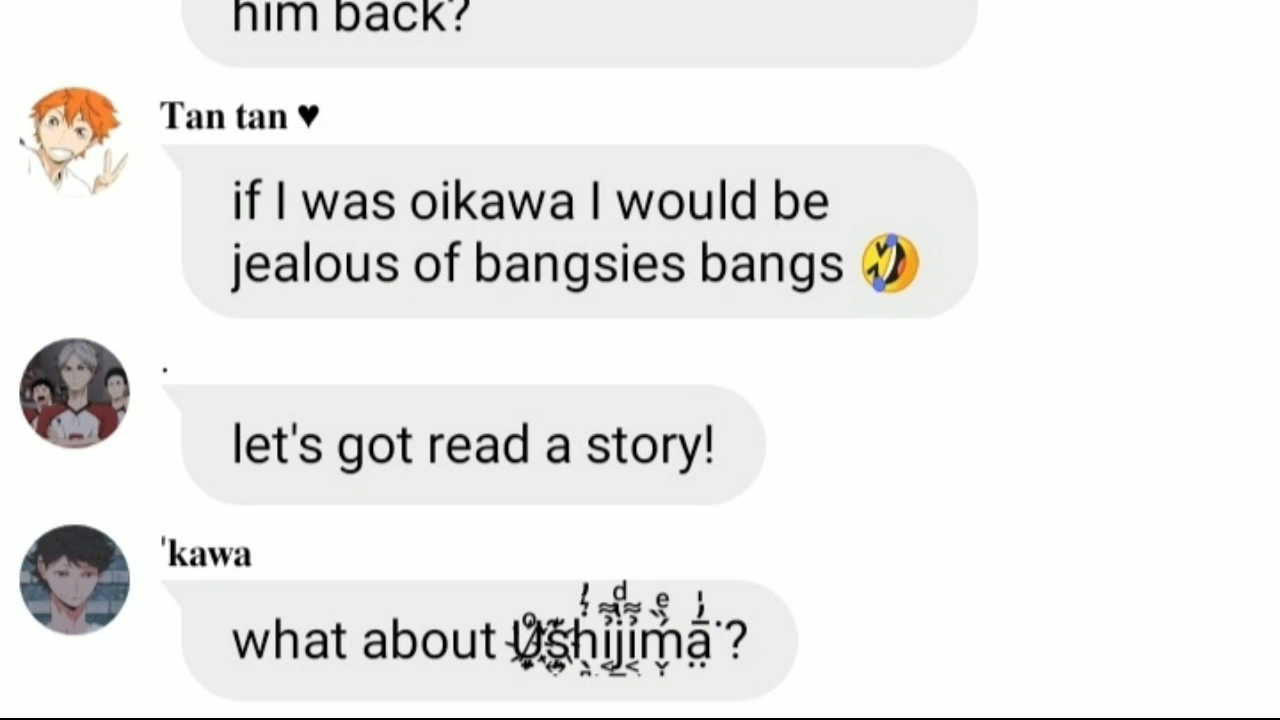 him back?
Tan tan ♥
if I was oikawa I would be
jealous of bangsies bangs 🤣
.
let's got read a story!
'kawa
what about Ushijima ?